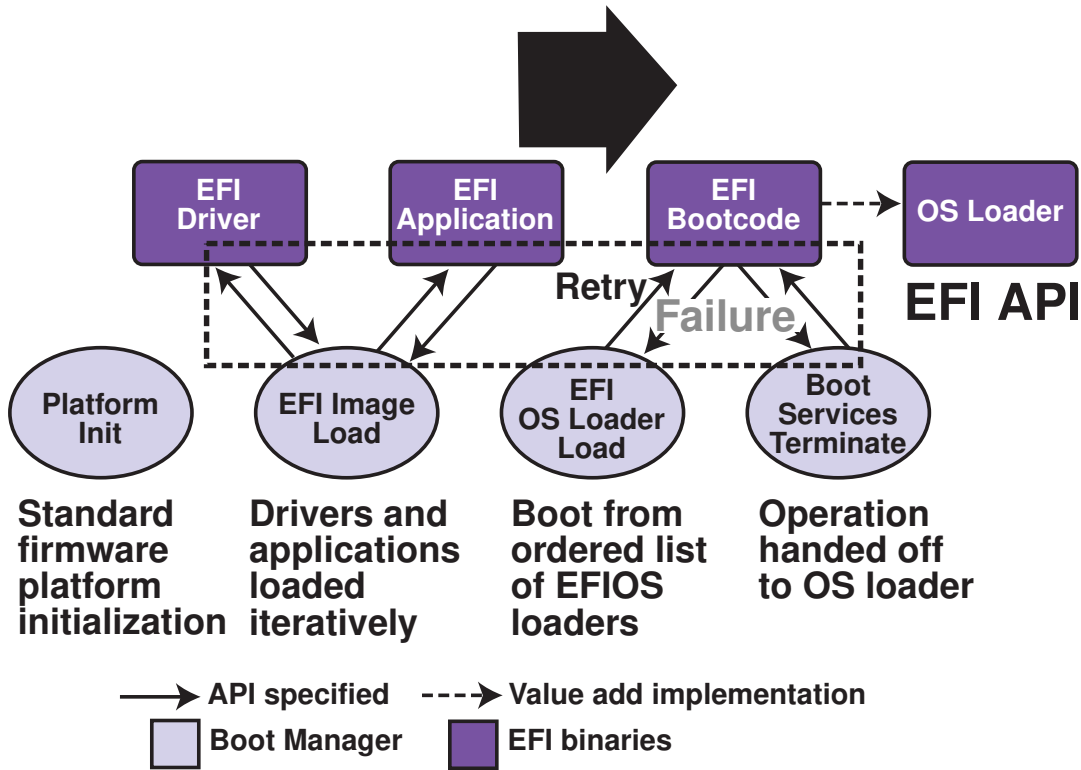 EFI
Driver
EFI
Application
EFI
Bootcode
OS Loader
Retry
Failure
EFI API
Platform
Init
EFI Image
Load
EFI
OS Loader
Load
Boot
Services
Terminate
Standard
firmware
platform
initialization
Drivers and
applications
loaded
iteratively
Boot from
ordered list
of EFIOS
loaders
Operation
handed off
to OS loader
API specified
Value add implementation
Boot Manager
EFI binaries